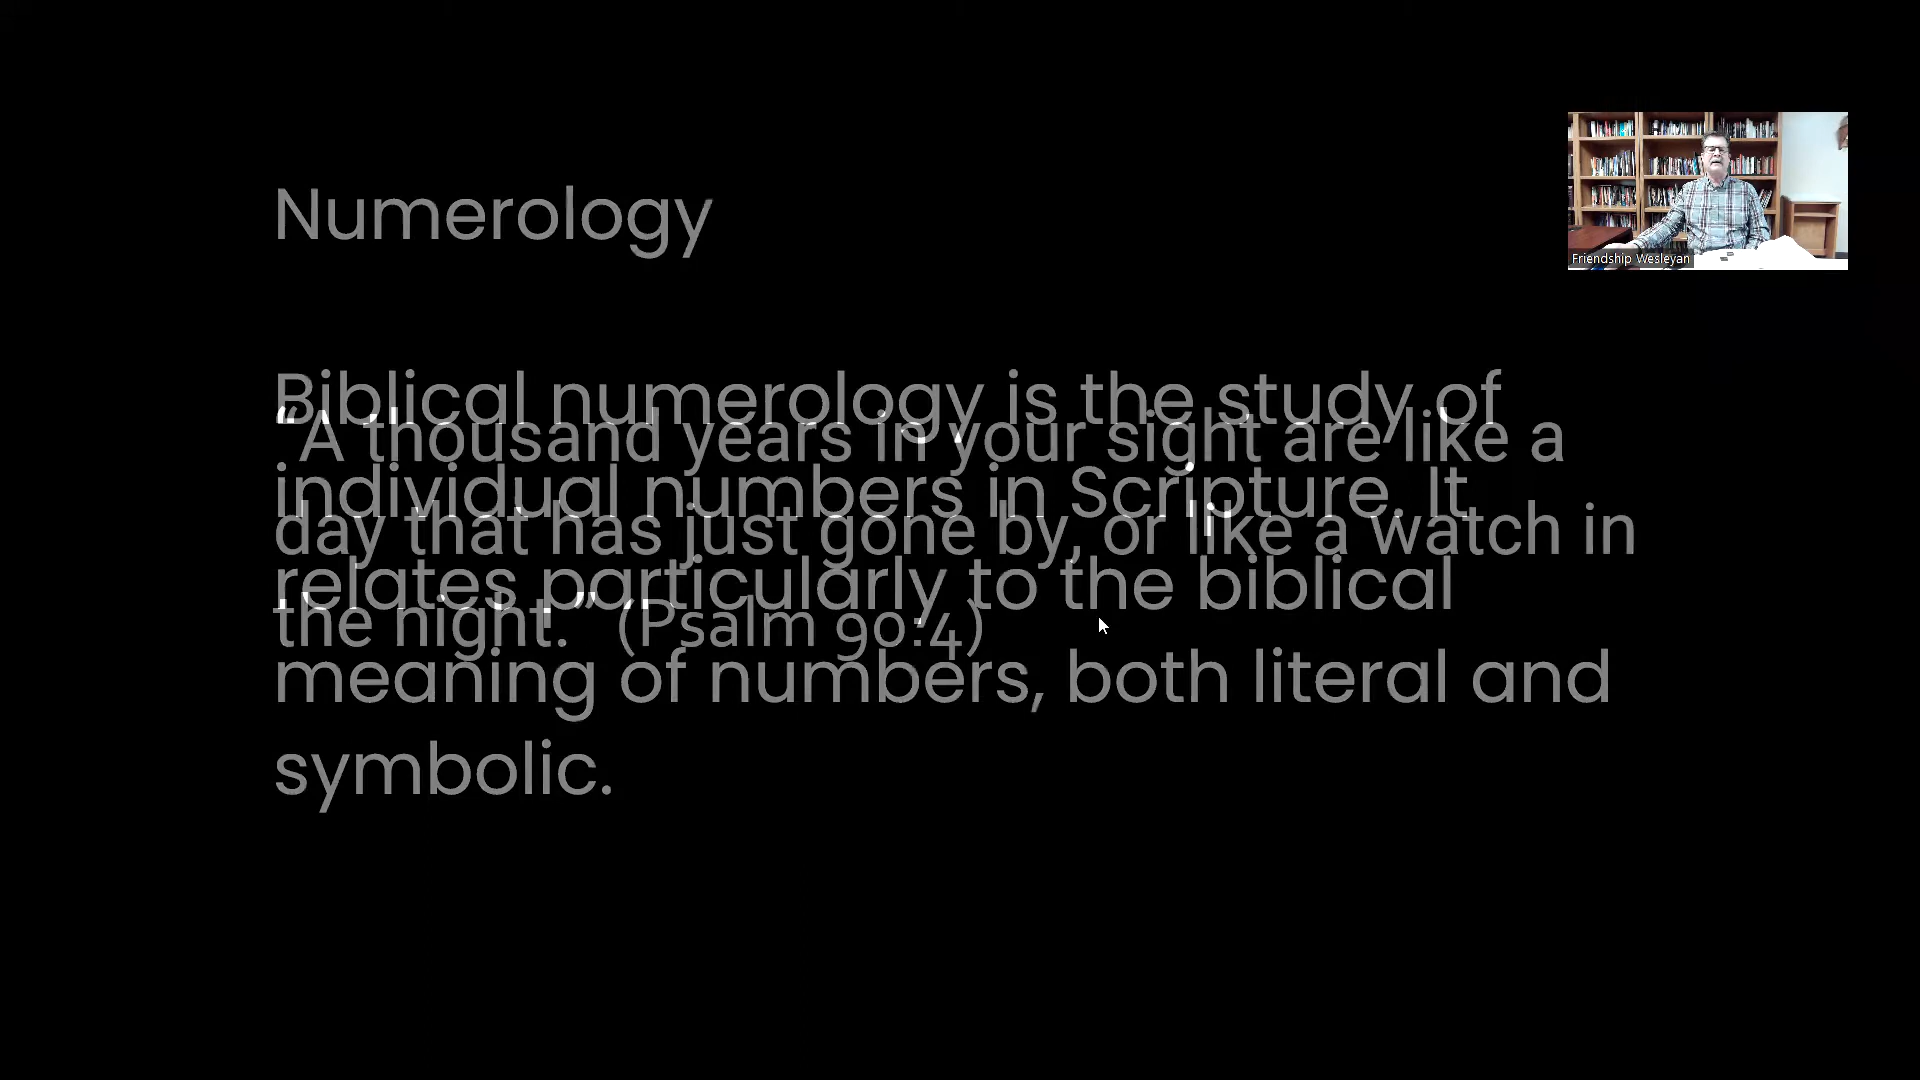 Numerology
Friendship Wesleyan
Biblical numerology is the study of
individual numbers in Scripture. It
relates particularly to the biblical
meaning of numbers, both literal and
symbolic.
“A thousand years in your sight are like a
day that has just gone by, or like a watch in
the night.” (Psalm 90:4)